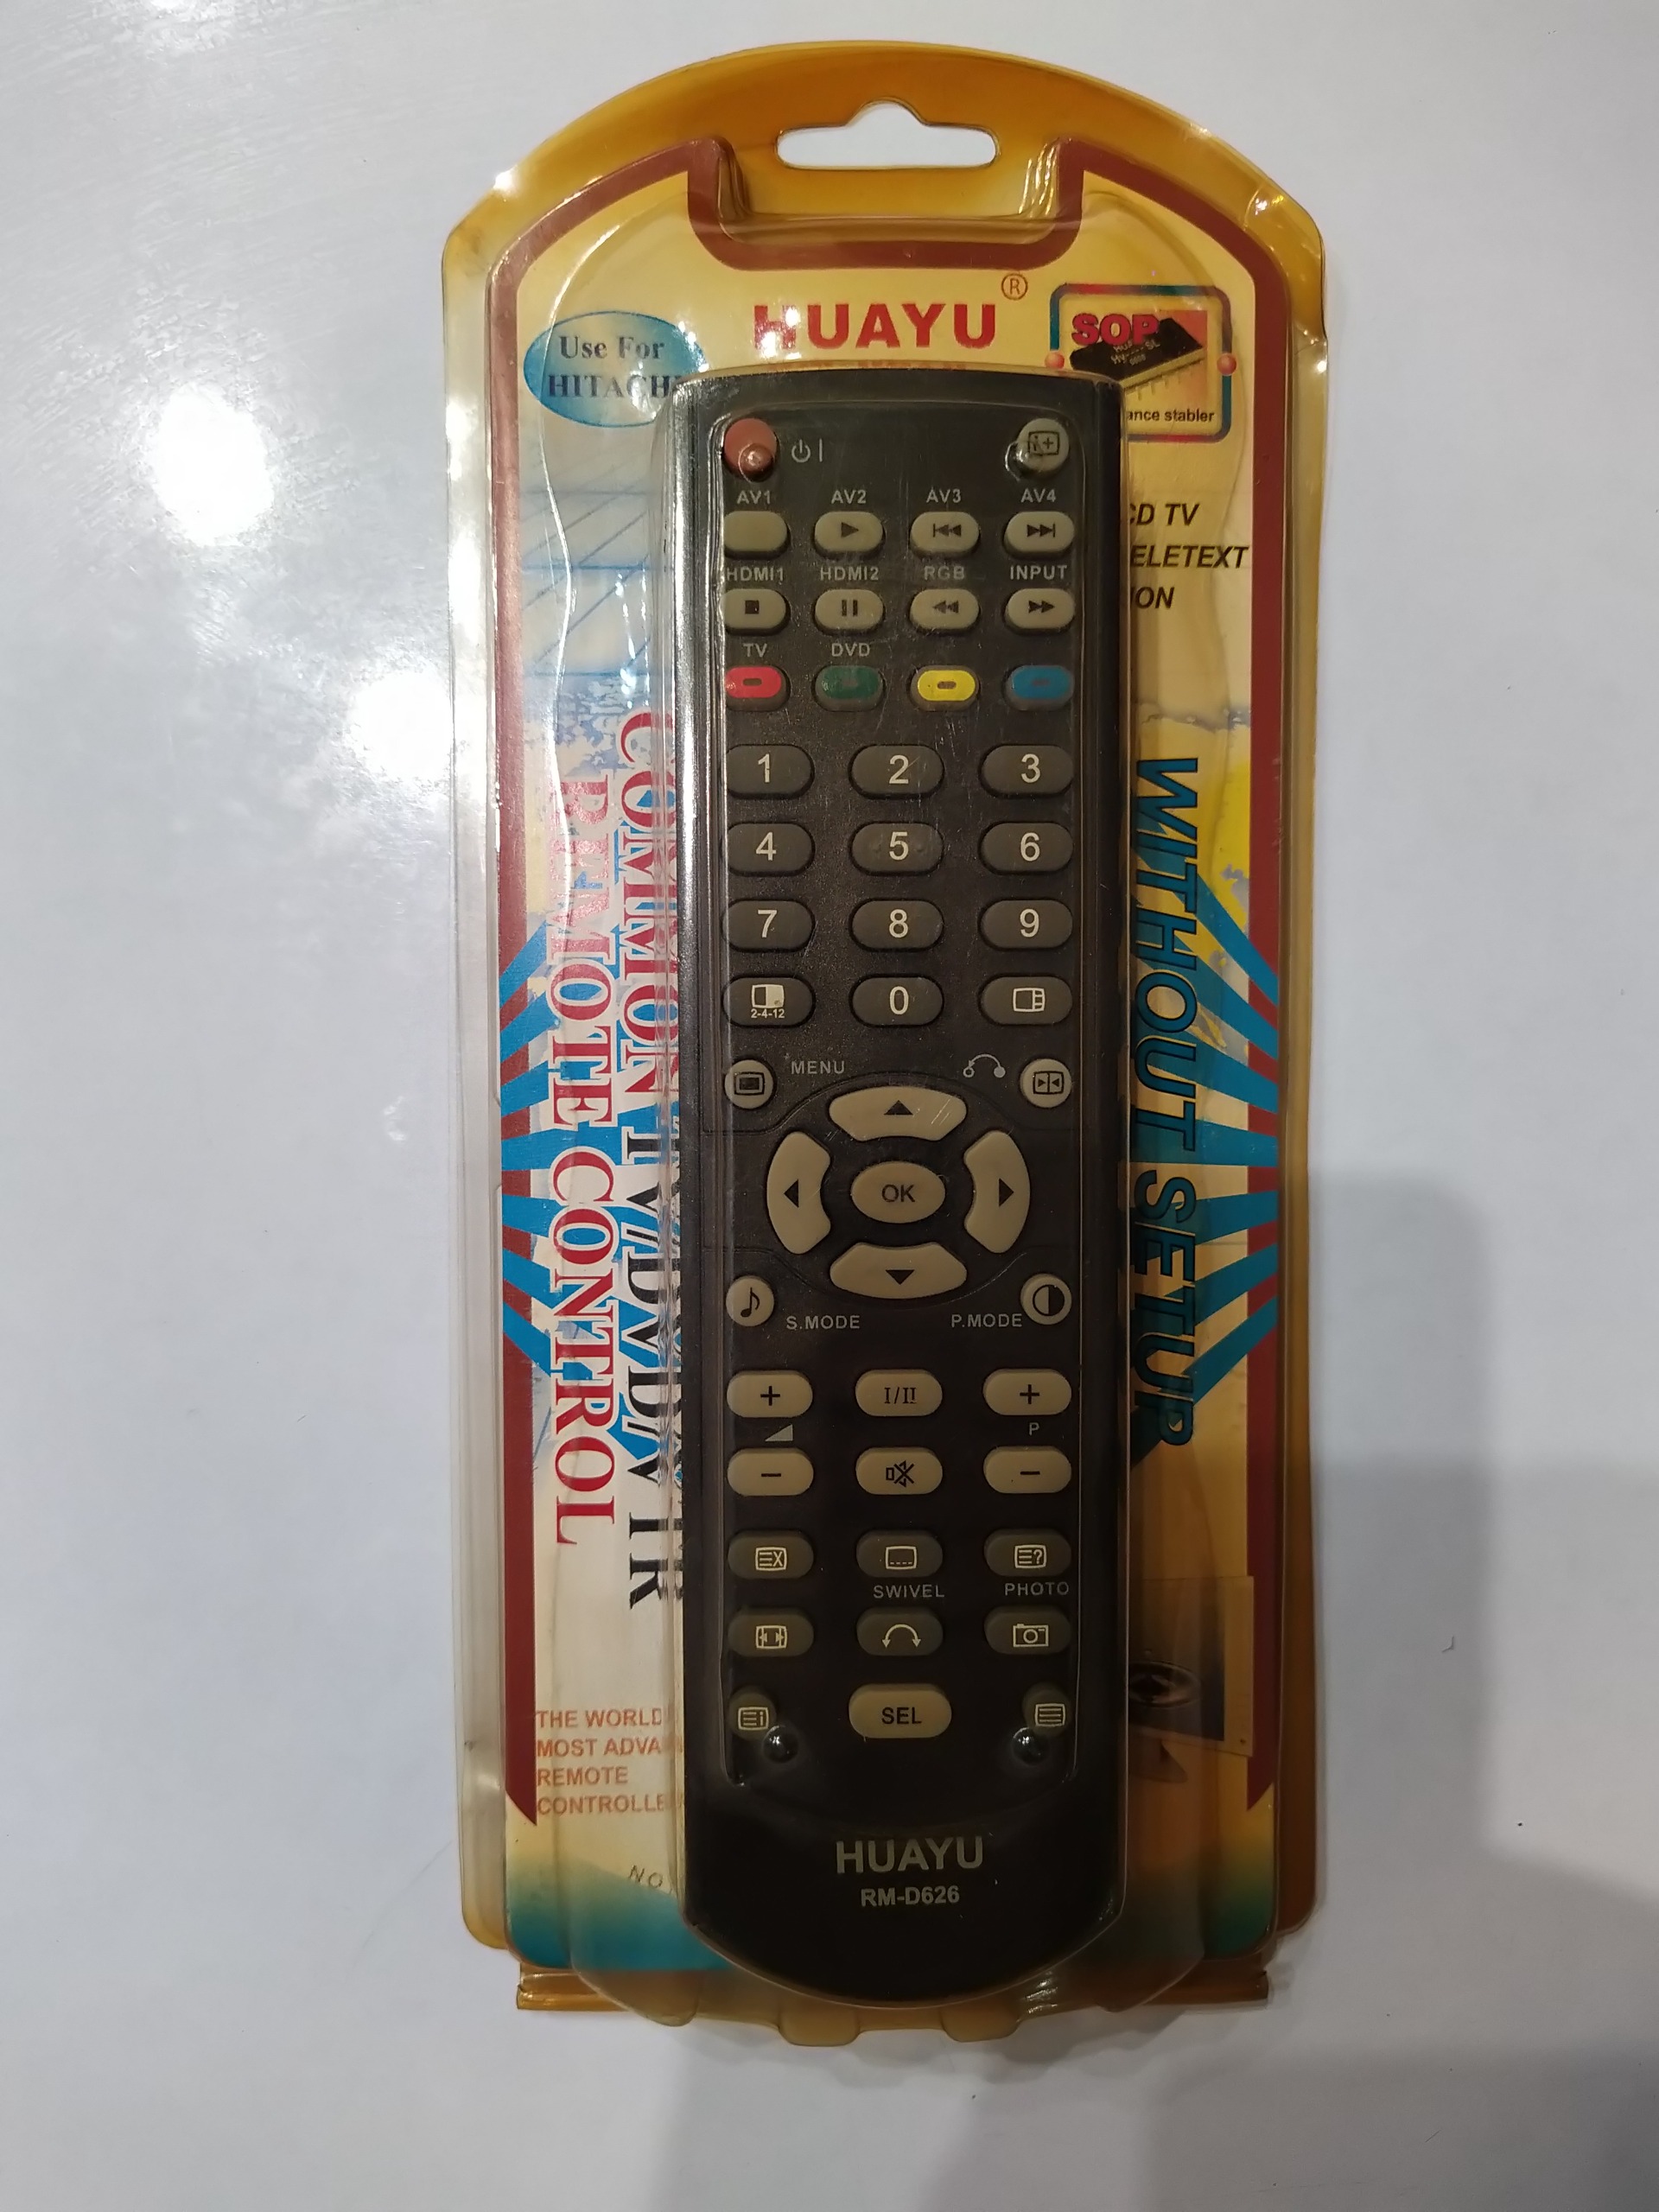 HUAYU®
Use For
HITACHI
SOP
ance stabler
CD TV
ELETEXT
ION
AV1 AV2 AV3 AV4
HDMI1 HDMI2 RGB INPUT
TV DVD
1 2 3
4 5 6
7 8 9
2-4-12 0
MENU
OK
S.MODE P.MODE
+ I/II +
P
- -
SWIVEL PHOTO
SEL
HUAYU
RM-D626
COMMON TV/DVD/VTR
REMOTE CONTROL
WITHOUT SETUP
THE WORLD
MOST ADVA
REMOTE
CONTROLLE
NO